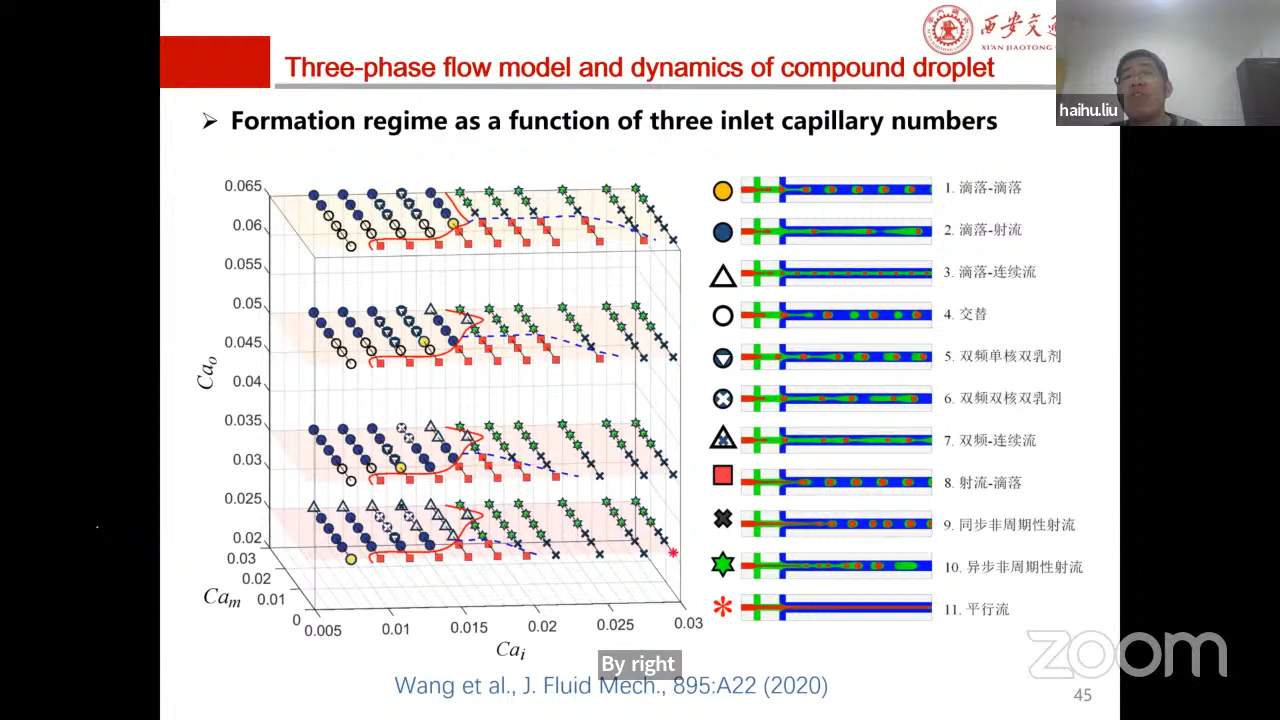 西安交通
XI'AN JIAOTONG
Three-phase flow model and dynamics of compound droplet
haihu.liu
➢ Formation regime as a function of three inlet capillary numbers
0.065
0.06
0.055
0.05
0.045
0.04
0.035
0.03
0.025
0.02
Ca_o
0.03
0.02
0.01
0
Ca_m
0.005
0.01
0.015
0.02
0.025
0.03
Ca_i
1. 滴落-滴落
2. 滴落-射流
3. 滴落-连续流
4. 交替
5. 双频单核双乳剂
6. 双频双核双乳剂
7. 双频-连续流
8. 射流-滴落
9. 同步非周期性射流
10. 异步非周期性射流
11. 平行流
zoom
By right
Wang et al., J. Fluid Mech., 895:A22 (2020)
45